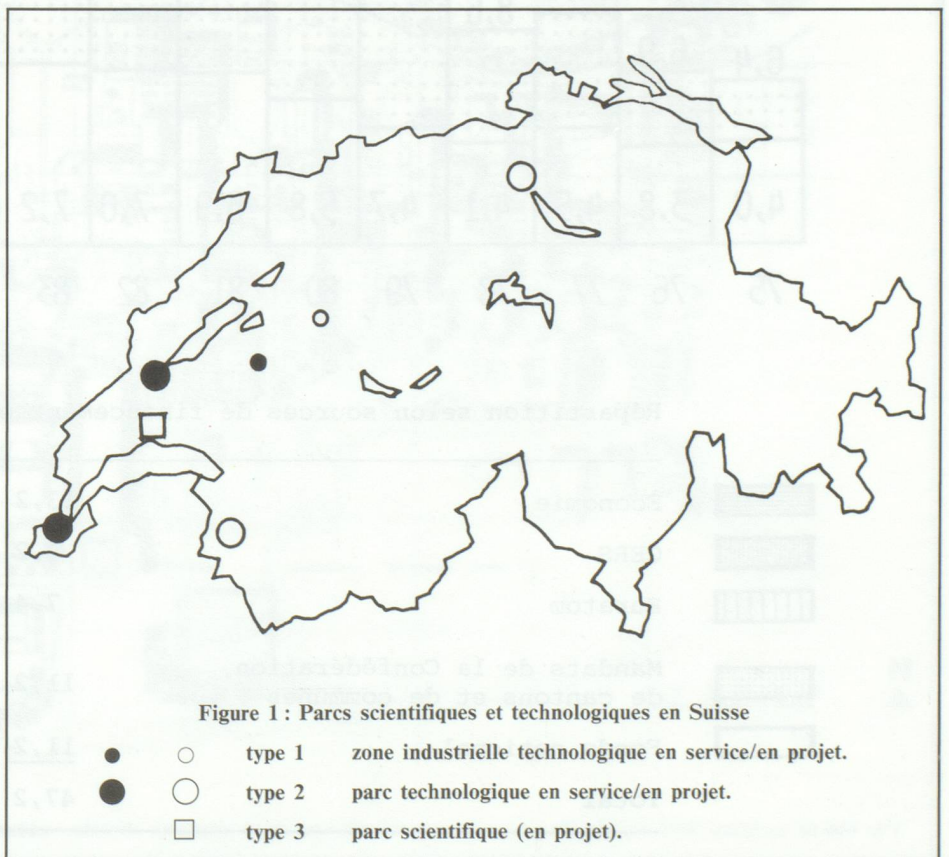 Figure 1 : Parcs scientifiques et technologiques en Suisse
type 1 zone industrielle technologique en service/en projet.
type 2 parc technologique en service/en projet.
type 3 parc scientifique (en projet).